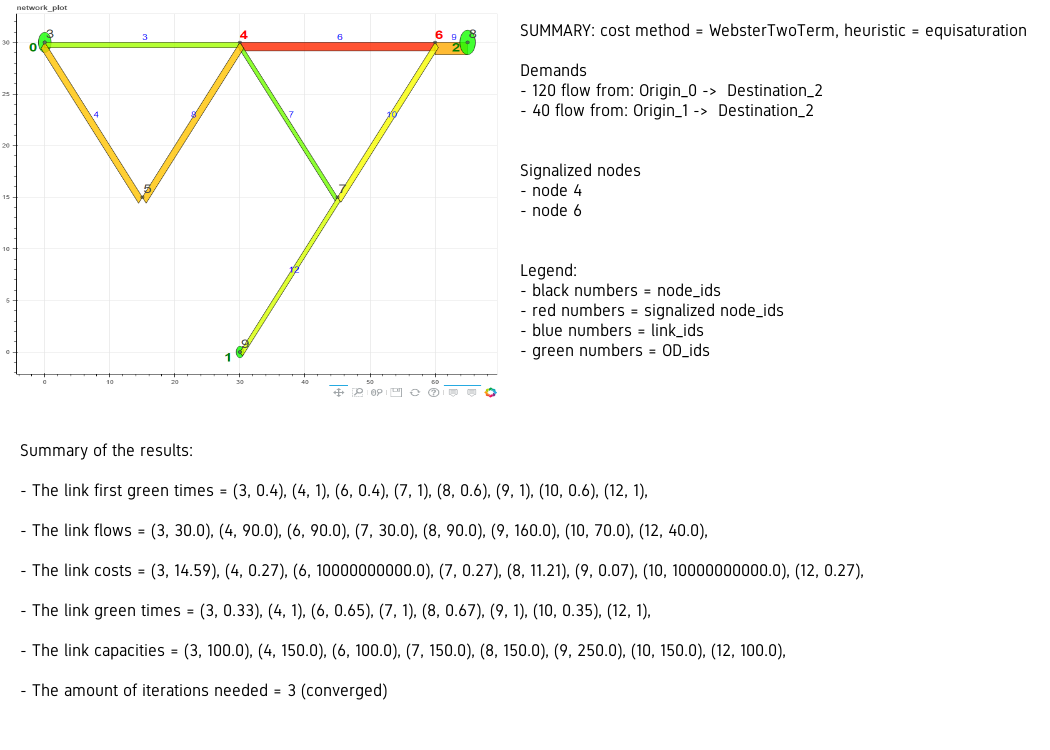 network_plot
SUMMARY: cost method = WebsterTwoTerm, heuristic = equisaturation
Demands
- 120 flow from: Origin_0 -> Destination_2
- 40 flow from: Origin_1 -> Destination_2
Signalized nodes
- node 4
- node 6
Legend:
- black numbers = node_ids
- red numbers = signalized node_ids
- blue numbers = link_ids
- green numbers = OD_ids
30
25
20
15
10
5
0
0
10
20
30
40
50
60
3
0
3
4
6
6
9
2
8
4
8
7
10
5
7
12
9
1
Summary of the results:
- The link first green times = (3, 0.4), (4, 1), (6, 0.4), (7, 1), (8, 0.6), (9, 1), (10, 0.6), (12, 1),
- The link flows = (3, 30.0), (4, 90.0), (6, 90.0), (7, 30.0), (8, 90.0), (9, 160.0), (10, 70.0), (12, 40.0),
- The link costs = (3, 14.59), (4, 0.27), (6, 10000000000.0), (7, 0.27), (8, 11.21), (9, 0.07), (10, 10000000000.0), (12, 0.27),
- The link green times = (3, 0.33), (4, 1), (6, 0.65), (7, 1), (8, 0.67), (9, 1), (10, 0.35), (12, 1),
- The link capacities = (3, 100.0), (4, 150.0), (6, 100.0), (7, 150.0), (8, 150.0), (9, 250.0), (10, 150.0), (12, 100.0),
- The amount of iterations needed = 3 (converged)